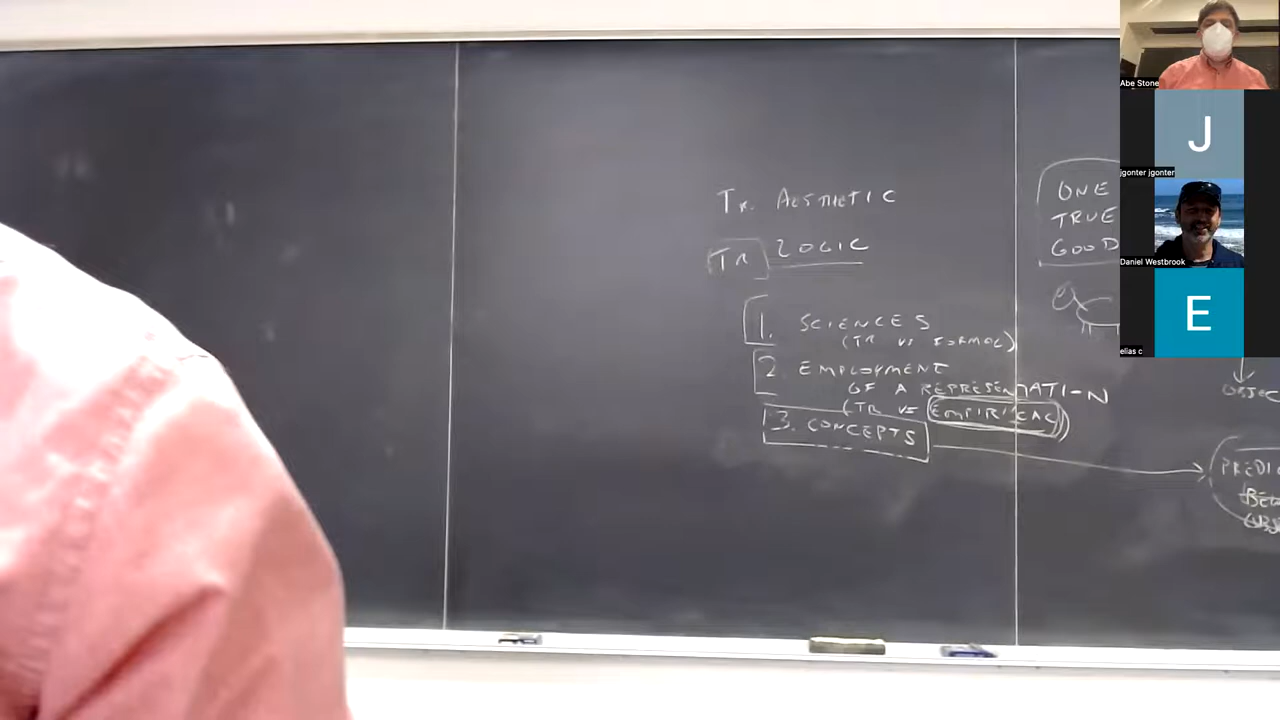 TR. AESTHETIC
TR LOGIC
1. SCIENCES
(TR VS FORMAL)
2. EMPLOYMENT
OF A REPRESENTATION
(TR VS EMPIRICAL)
3. CONCEPTS
ONE
TRUE
GOOD
OBJEC
PREDI
Abe Stone
J
jgonter jgonter
Daniel Westbrook
E
elias c